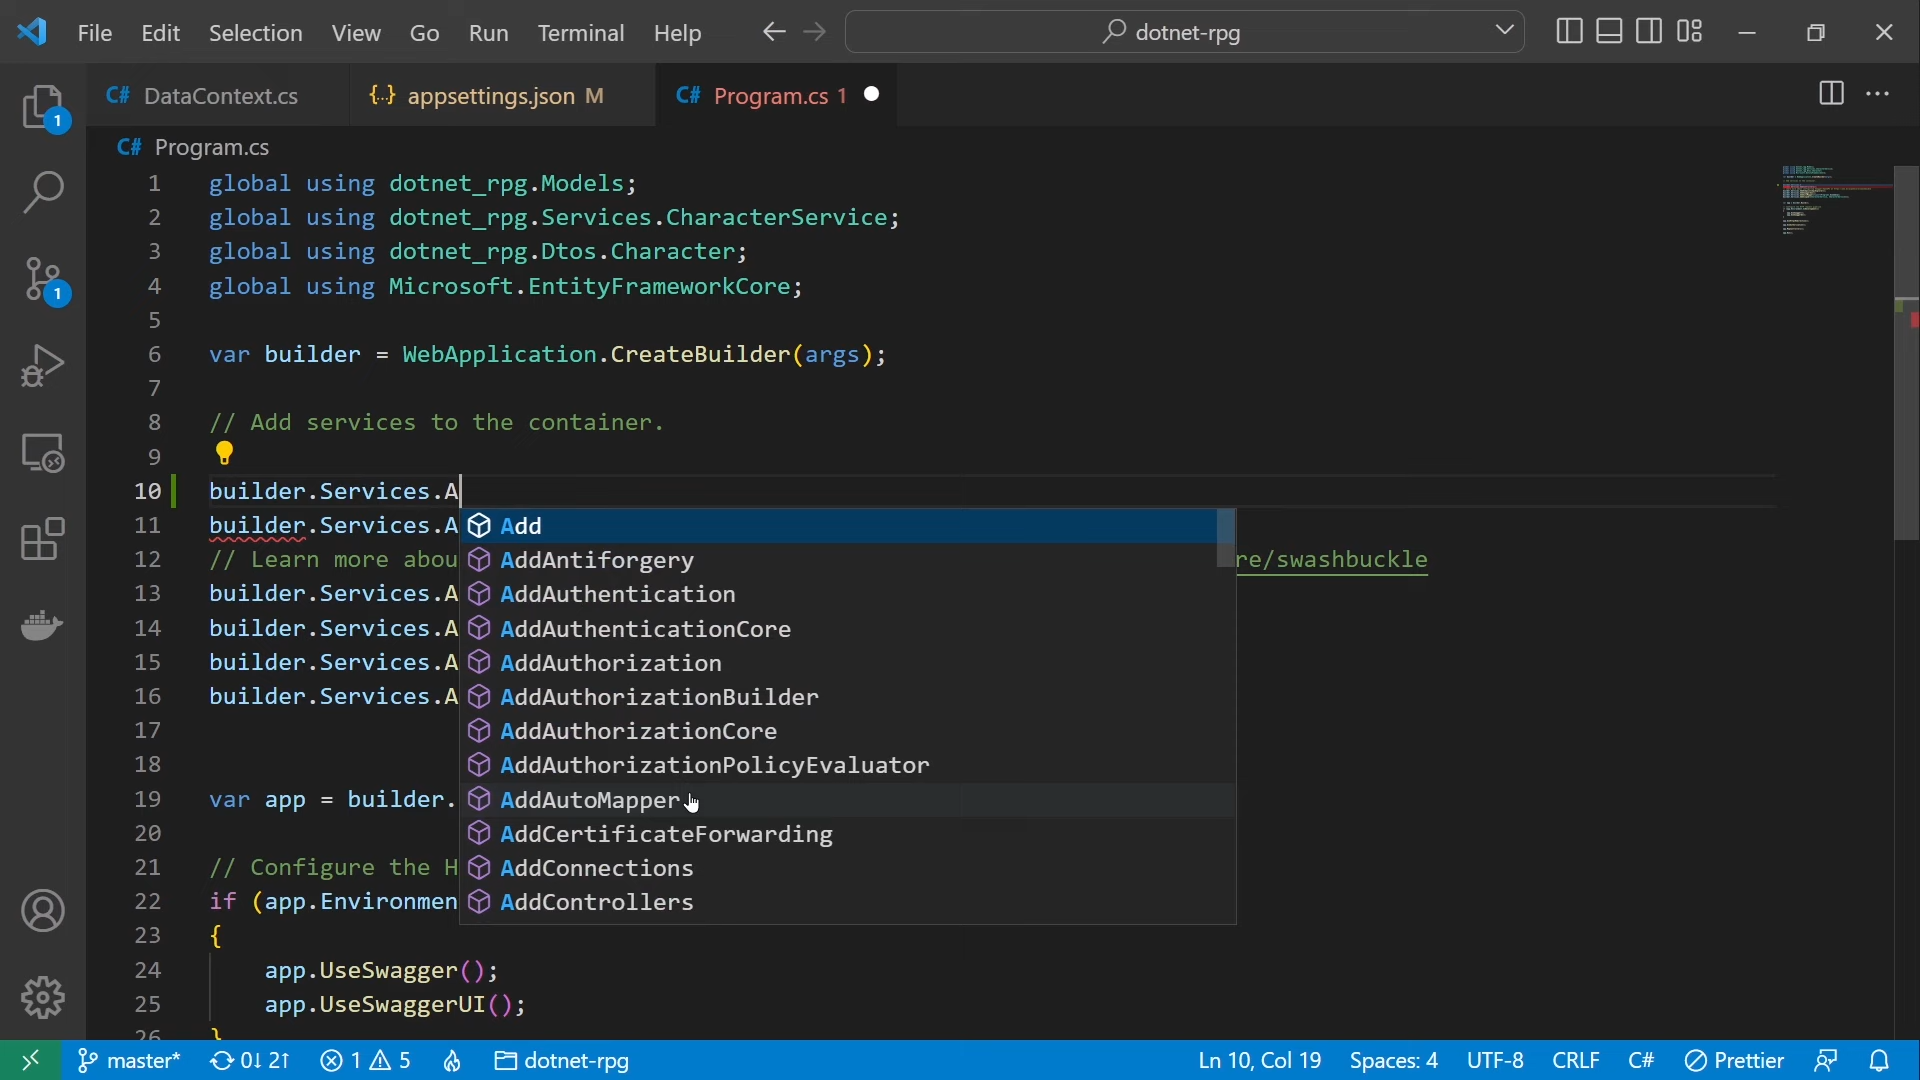 File Edit Selection View Go Run Terminal Help dotnet-rpg
C# DataContext.cs {..} appsettings.json M C# Program.cs 1
C# Program.cs
1 global using dotnet_rpg.Models;
2 global using dotnet_rpg.Services.CharacterService;
3 global using dotnet_rpg.Dtos.Character;
4 global using Microsoft.EntityFrameworkCore;
5
6 var builder = WebApplication.CreateBuilder(args);
7
8 // Add services to the container.
9
10 builder.Services.A
11 builder.Services.A Add
AddAntiforgery
12 // Learn more abou re/swashbuckle
13 builder.Services.A AddAuthentication
14 builder.Services.A AddAuthenticationCore
15 builder.Services.A AddAuthorization
16 builder.Services.A AddAuthorizationBuilder
17 AddAuthorizationCore
18 AddAuthorizationPolicyEvaluator
19 var app = builder. AddAutoMapper
20 AddCertificateForwarding
21 // Configure the H AddConnections
22 if (app.Environmen AddControllers
23 {
24 app.UseSwagger();
25 app.UseSwaggerUI();
26 }
1
1
master* 0↓ 2↑ 1 5 dotnet-rpg Ln 10, Col 19 Spaces: 4 UTF-8 CRLF C# Prettier